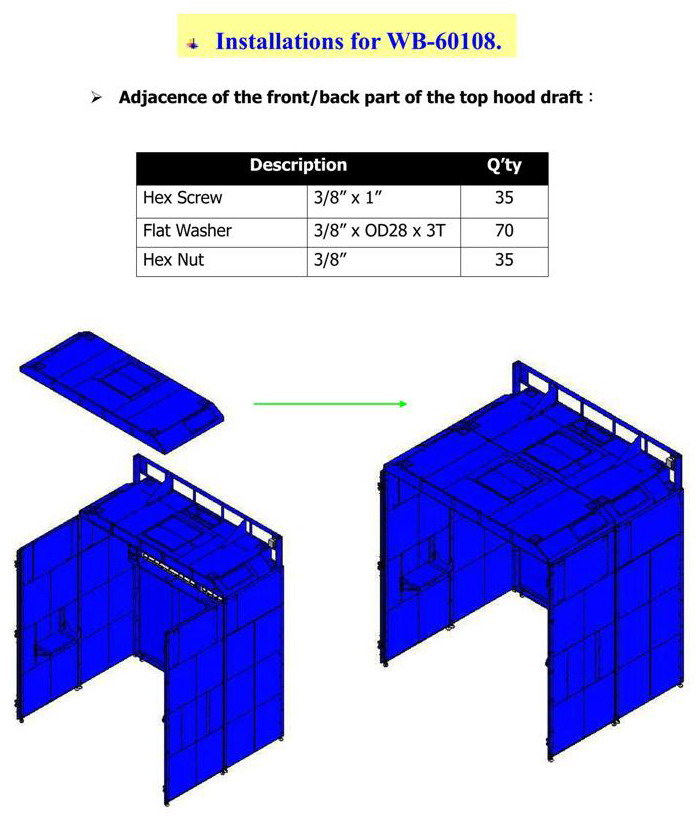 Installations for WB-60108.
Adjacence of the front/back part of the top hood draft：
Description Q’ty
Hex Screw 3/8” x 1” 35
Flat Washer 3/8” x OD28 x 3T 70
Hex Nut 3/8” 35